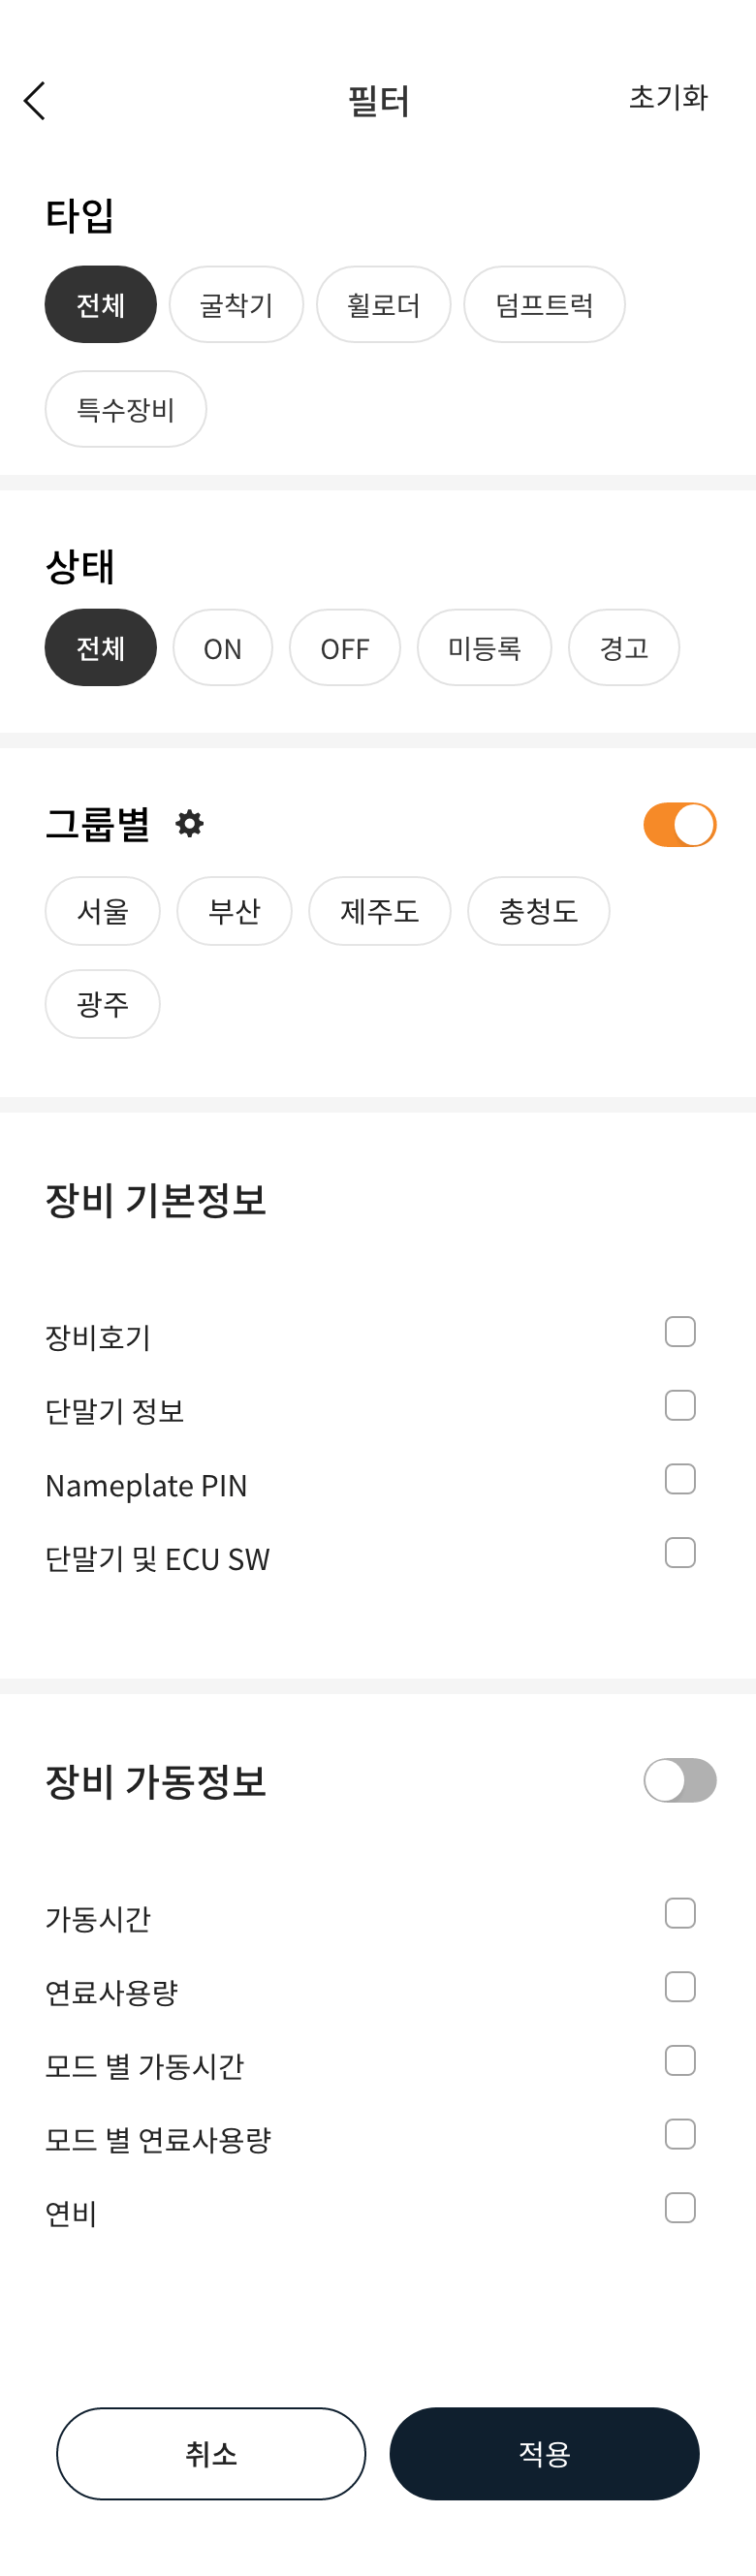 필터 초기화
타입
전체 굴착기 휠로더 덤프트럭
특수장비
상태
전체 ON OFF 미등록 경고
그룹별
서울 부산 제주도 충청도
광주
장비 기본정보
장비호기
단말기 정보
Nameplate PIN
단말기 및 ECU SW
장비 가동정보
가동시간
연료사용량
모드 별 가동시간
모드 별 연료사용량
연비
취소 적용